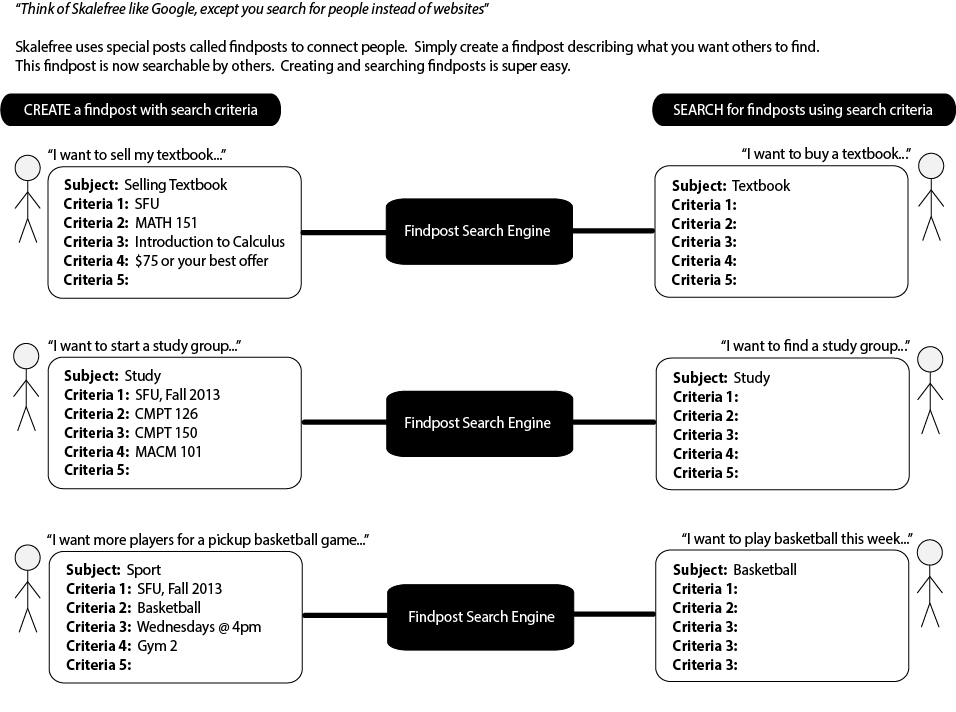 “Think of Skalefree like Google, except you search for people instead of websites”
Skalefree uses special posts called findposts to connect people.  Simply create a findpost describing what you want others to find.
This findpost is now searchable by others.  Creating and searching findposts is super easy.
CREATE a findpost with search criteria
SEARCH for findposts using search criteria
“I want to sell my textbook...”
Subject: Selling Textbook
Criteria 1: SFU
Criteria 2: MATH 151
Criteria 3: Introduction to Calculus
Criteria 4: $75 or your best offer
Criteria 5:
Findpost Search Engine
“I want to buy a textbook...”
Subject: Textbook
Criteria 1:
Criteria 2:
Criteria 3:
Criteria 4:
Criteria 5:
“I want to start a study group...”
Subject: Study
Criteria 1: SFU, Fall 2013
Criteria 2: CMPT 126
Criteria 3: CMPT 150
Criteria 4: MACM 101
Criteria 5:
Findpost Search Engine
“I want to find a study group...”
Subject: Study
Criteria 1:
Criteria 2:
Criteria 3:
Criteria 4:
Criteria 5:
“I want more players for a pickup basketball game...”
Subject: Sport
Criteria 1: SFU, Fall 2013
Criteria 2: Basketball
Criteria 3: Wednesdays @ 4pm
Criteria 4: Gym 2
Criteria 5:
Findpost Search Engine
“I want to play basketball this week...”
Subject: Basketball
Criteria 1:
Criteria 2:
Criteria 3:
Criteria 3:
Criteria 3: